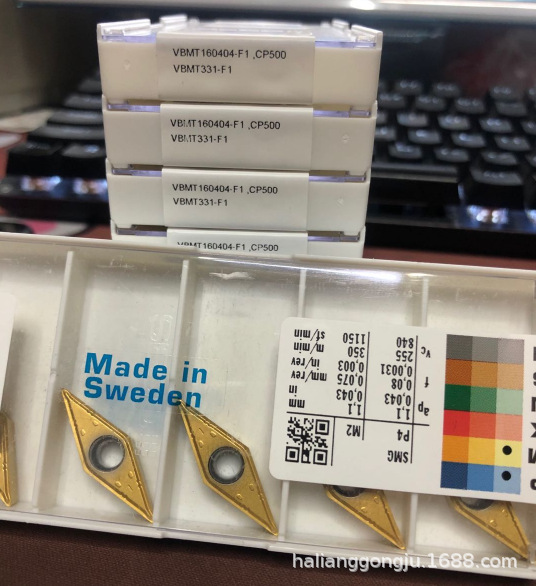 VBMT160404-F1 ,CP500
VBMT331-F1
VBMT160404-F1 ,CP500
VBMT331-F1
VBMT160404-F1 ,CP500
VBMT331-F1
VBMT160404-F1 ,CP500
Made in
Sweden
SMG P4 M2
ap 1,1 1,1 mm
0,043 0,043 in
f 0,08 0,075 mm/rev
0,0031 0,003 in/rev
vc 255 350 m/min
840 1150 sf/min
P
M
halianggongju.1688.com